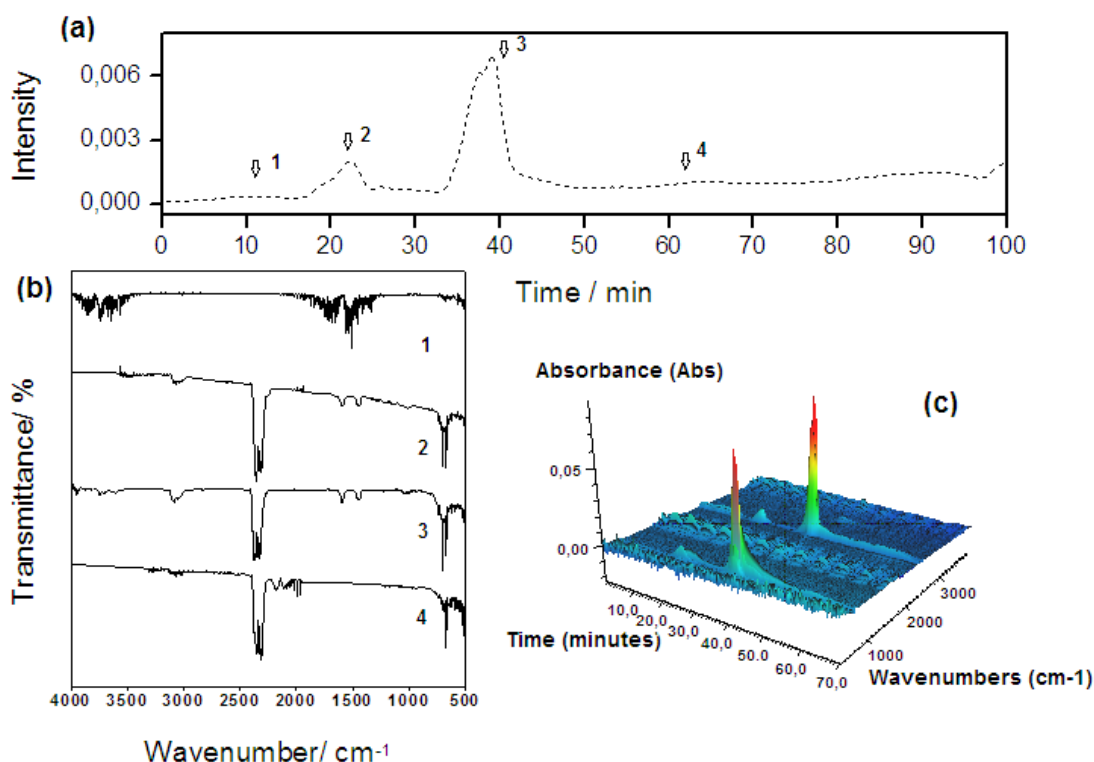 (a)
Intensity
0,006
0,003
0,000
1
2
3
4
0 10 20 30 40 50 60 70 80 90 100
Time / min
(b)
Transmittance/ %
1
2
3
4
4000 3500 3000 2500 2000 1500 1000 500
Wavenumber/ cm-1
(c)
Absorbance (Abs)
0,05
0,00
10,0 20,0 30,0 40,0 50,0 60,0 70,0
Time (minutes)
1000 2000 3000
Wavenumbers (cm-1)